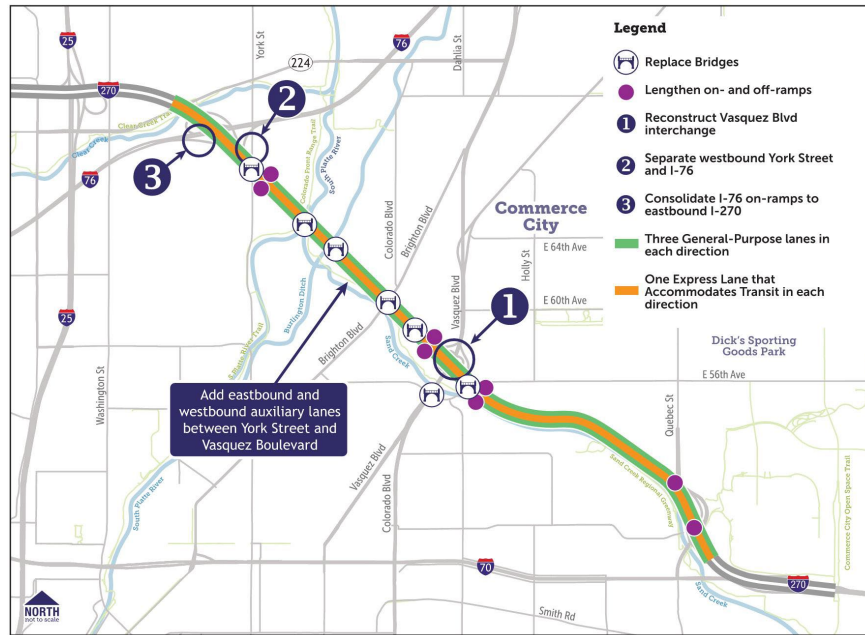 Legend
Replace Bridges
Lengthen on- and off-ramps
1
Reconstruct Vasquez Blvd
interchange
2
Separate westbound York Street
and I-76
3
Consolidate I-76 on-ramps to
eastbound I-270
Three General-Purpose lanes in
each direction
One Express Lane that
Accommodates Transit in each
direction
25
York St
224
76
Dahlia St
270
2
Clear Creek Trail
Clear Creek
3
76
Colorado Front Range Trail
South Platte River
Colorado Blvd
Brighton Blvd
Commerce
City
E 64th Ave
Holly St
Vasquez Blvd
E 60th Ave
1
Burlington Ditch
Brighton Blvd
Sand Creek
25
Washington St
S Platte River Trail
Dick's Sporting
Goods Park
E 56th Ave
Add eastbound and
westbound auxiliary lanes
between York Street and
Vasquez Boulevard
Quebec St
Vasquez Blvd
Colorado Blvd
Sand Creek Regional Greenway
Commerce City Open Space Trail
South Platte River
70
270
Sand Creek
Smith Rd
NORTH
not to scale